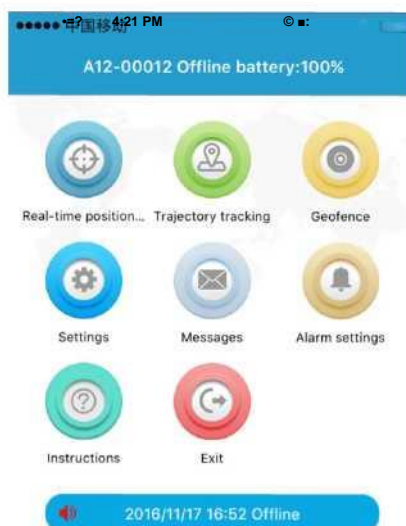 中国移动 4:21 PM
A12-00012 Offline battery:100%
Real-time position... Trajectory tracking Geofence
Settings Messages Alarm settings
Instructions Exit
2016/11/17 16:52 Offline